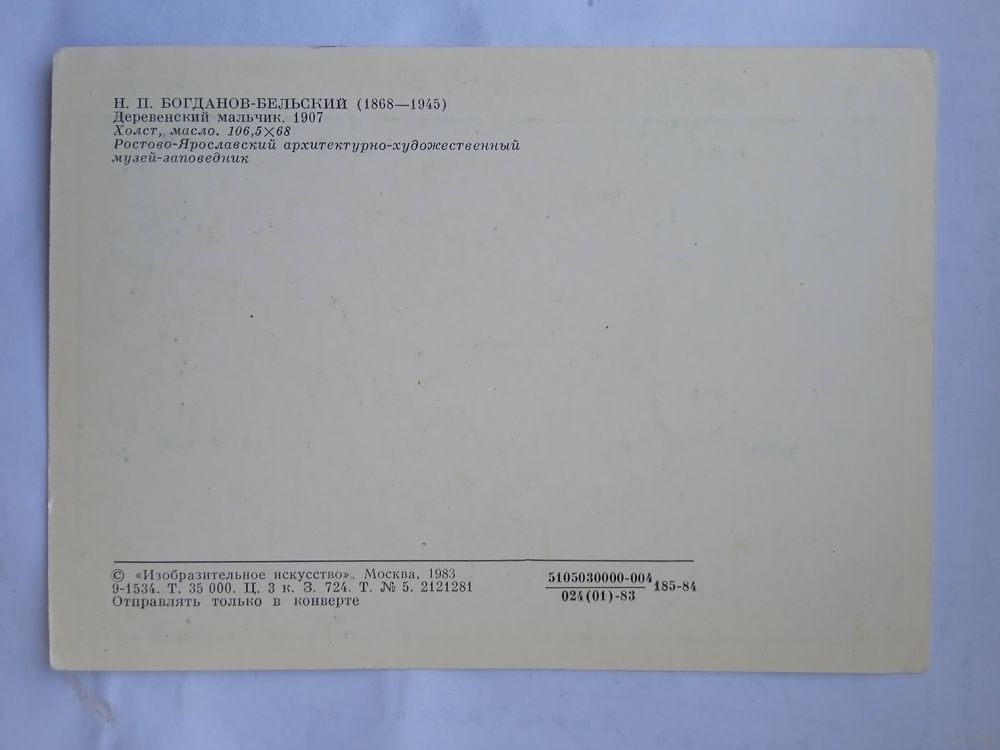 Н. П. БОГДАНОВ-БЕЛЬСКИЙ (1868—1945)
Деревенский мальчик. 1907
Холст, масло. 106,5×68
Ростово-Ярославский архитектурно-художественный
музей-заповедник
© «Изобразительное искусство». Москва, 1983
9-1534. Т. 35 000. Ц. 3 к. З. 724. Т. № 5. 2121281
Отправлять только в конверте
5105030000-004
024(01)-83
185-84